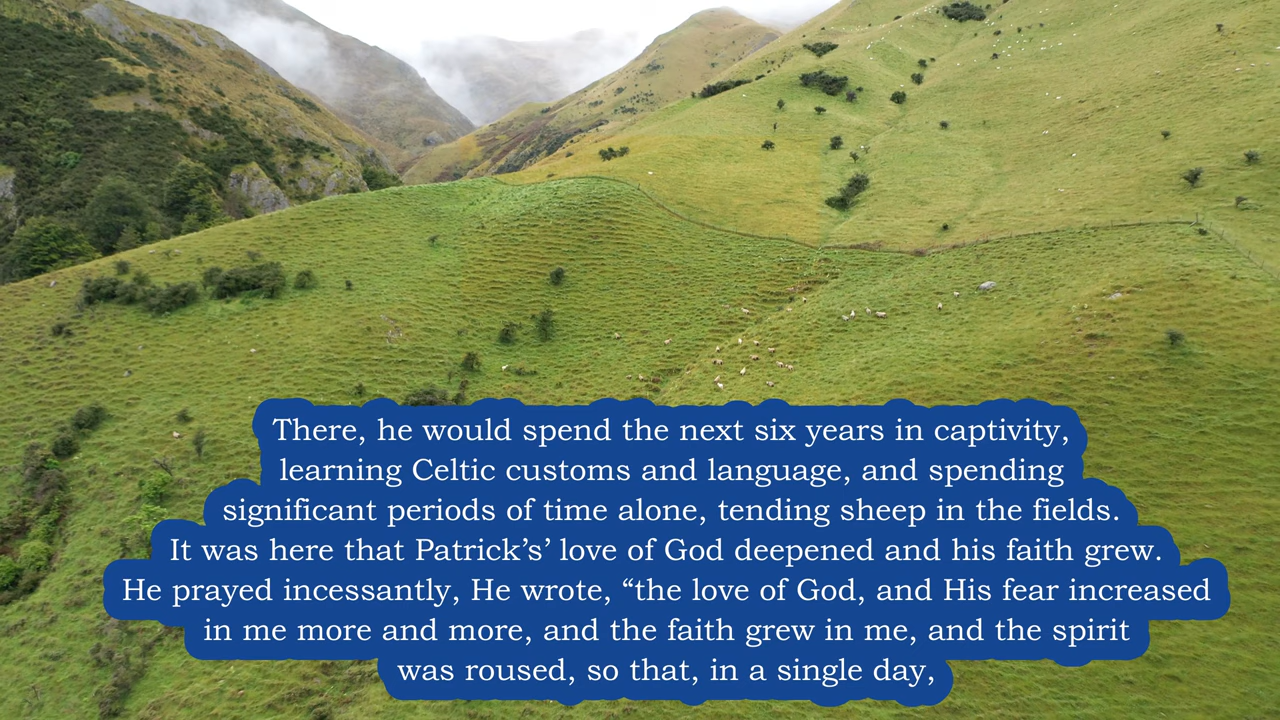 There, he would spend the next six years in captivity,
learning Celtic customs and language, and spending
significant periods of time alone, tending sheep in the fields.
It was here that Patrick’s’ love of God deepened and his faith grew.
He prayed incessantly, He wrote, “the love of God, and His fear increased
in me more and more, and the faith grew in me, and the spirit
was roused, so that, in a single day,